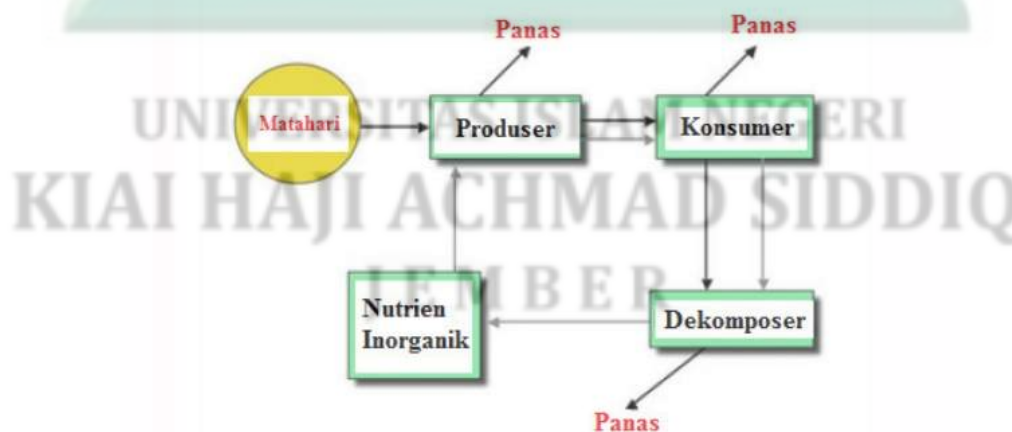 Panas
Panas
UNIVERSITAS ISLAM NEGERI
Matahari
Produser
Konsumer
KIAI HAJI ACHMAD SIDDIQ
JEMBER
Nutrien
Inorganik
Dekomposer
Panas